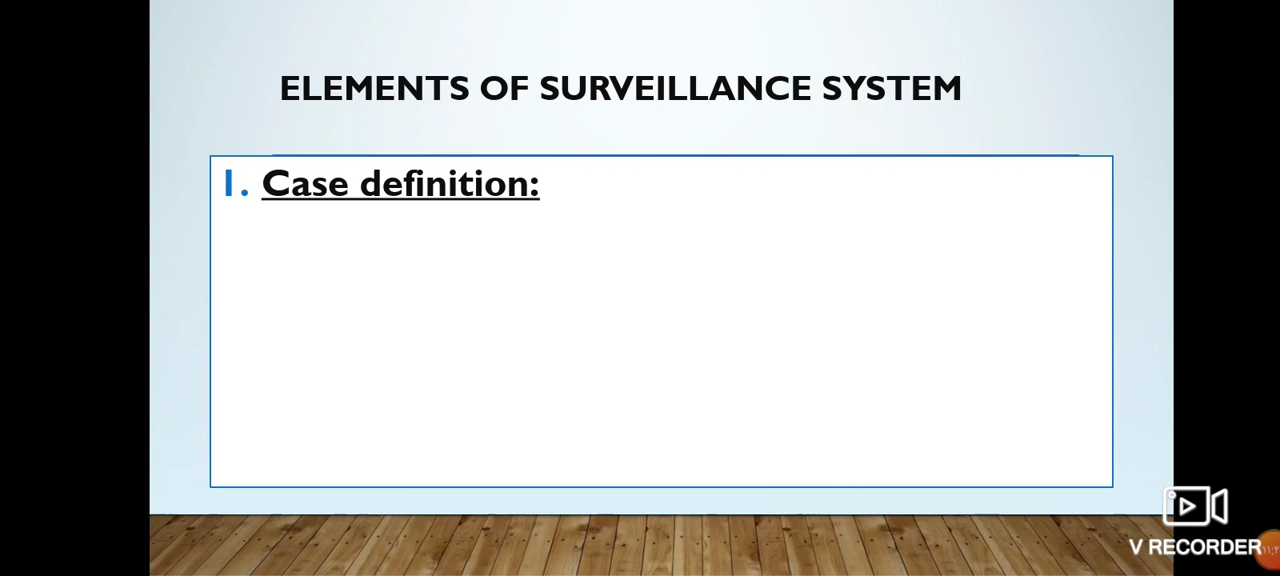 ELEMENTS OF SURVEILLANCE SYSTEM
1. Case definition:
V RECORDER